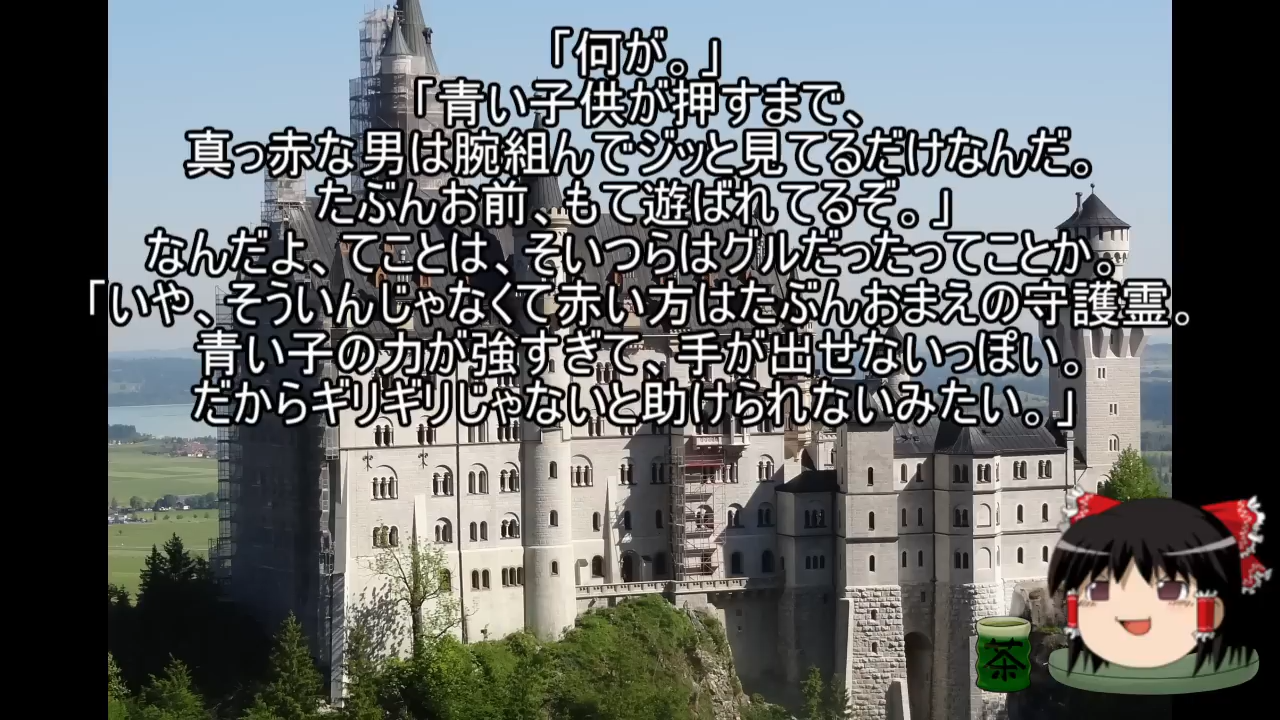 「何が。」
「青い子供が押すまで、
真っ赤な男は腕組んでジッと見てるだけなんだ。
たぶんお前、もて遊ばれてるぞ。」
なんだよ、てことは、そいつらはグルだったってことか。
「いや、そういんじゃなくて赤い方はたぶんおまえの守護霊。
青い子の力が強すぎて、手が出せないっぽい。
だからギリギリじゃないと助けられないみたい。」
茶